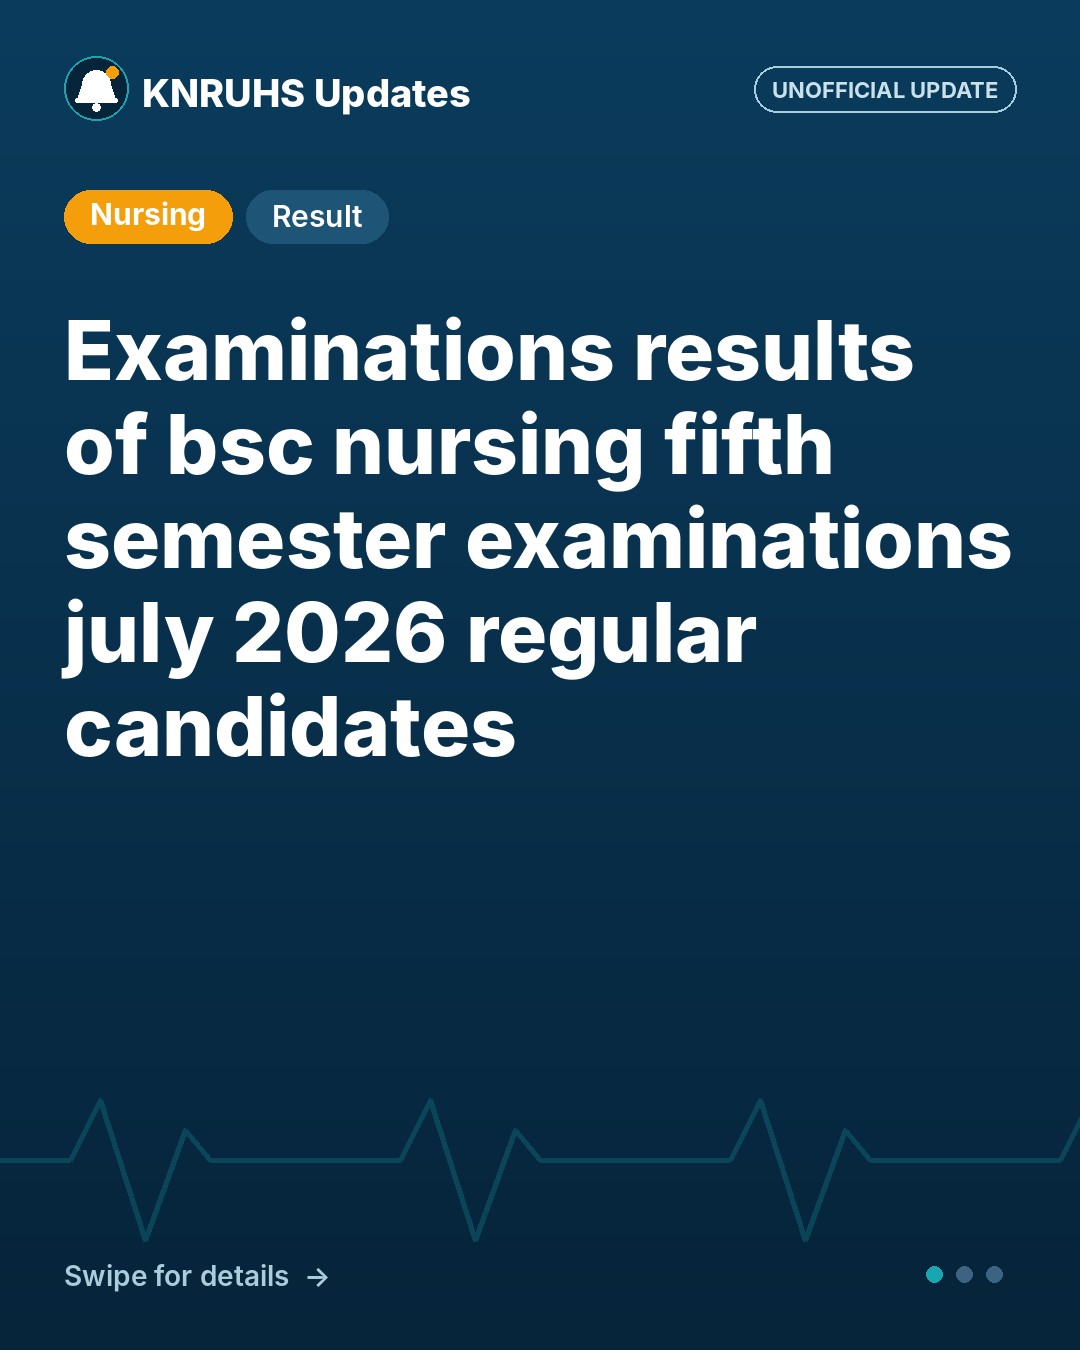 KNRUHS Updates
UNOFFICIAL UPDATE
Nursing
Result
Examinations results
of bsc nursing fifth
semester examinations
july 2026 regular
candidates
Swipe for details →